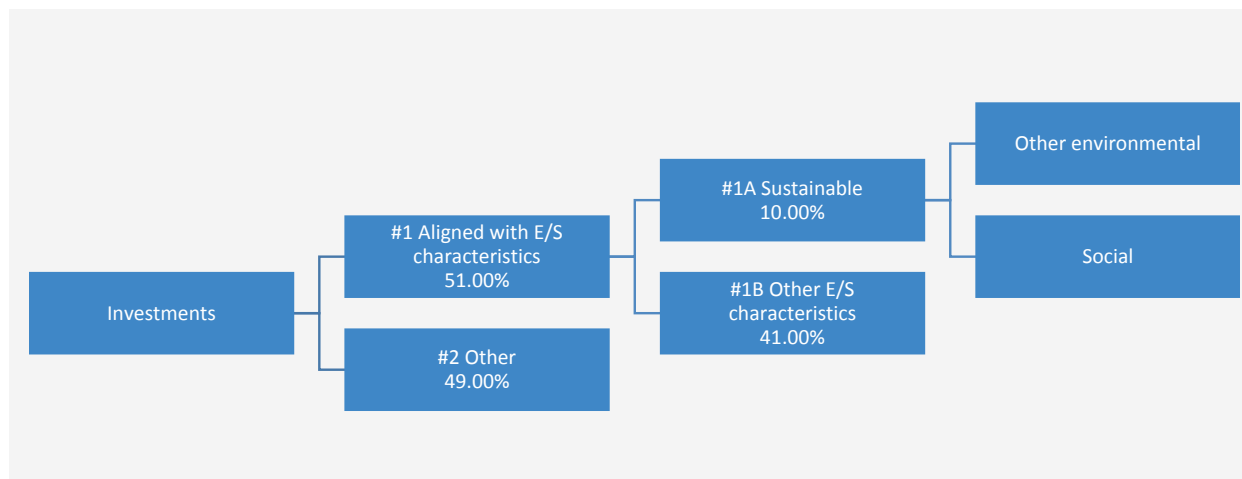 Investments
#1 Aligned with E/S
characteristics
51.00%
#2 Other
49.00%
#1A Sustainable
10.00%
#1B Other E/S
characteristics
41.00%
Other environmental
Social